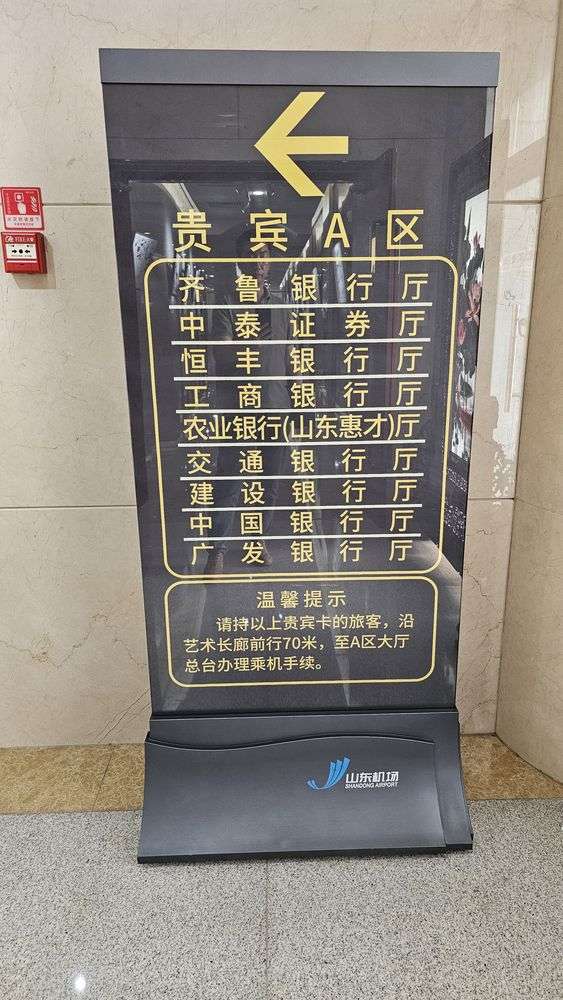 贵宾A区
齐鲁银行厅
中泰证券厅
恒丰银行厅
工商银行厅
农业银行(山东惠才)厅
交通银行厅
建设银行厅
中国银行厅
广发银行厅
温馨提示
请持以上贵宾卡的旅客，沿
艺术长廊前行70米，至A区大厅
总台办理乘机手续。
山东机场
SHANDONG AIRPORT
FIRE